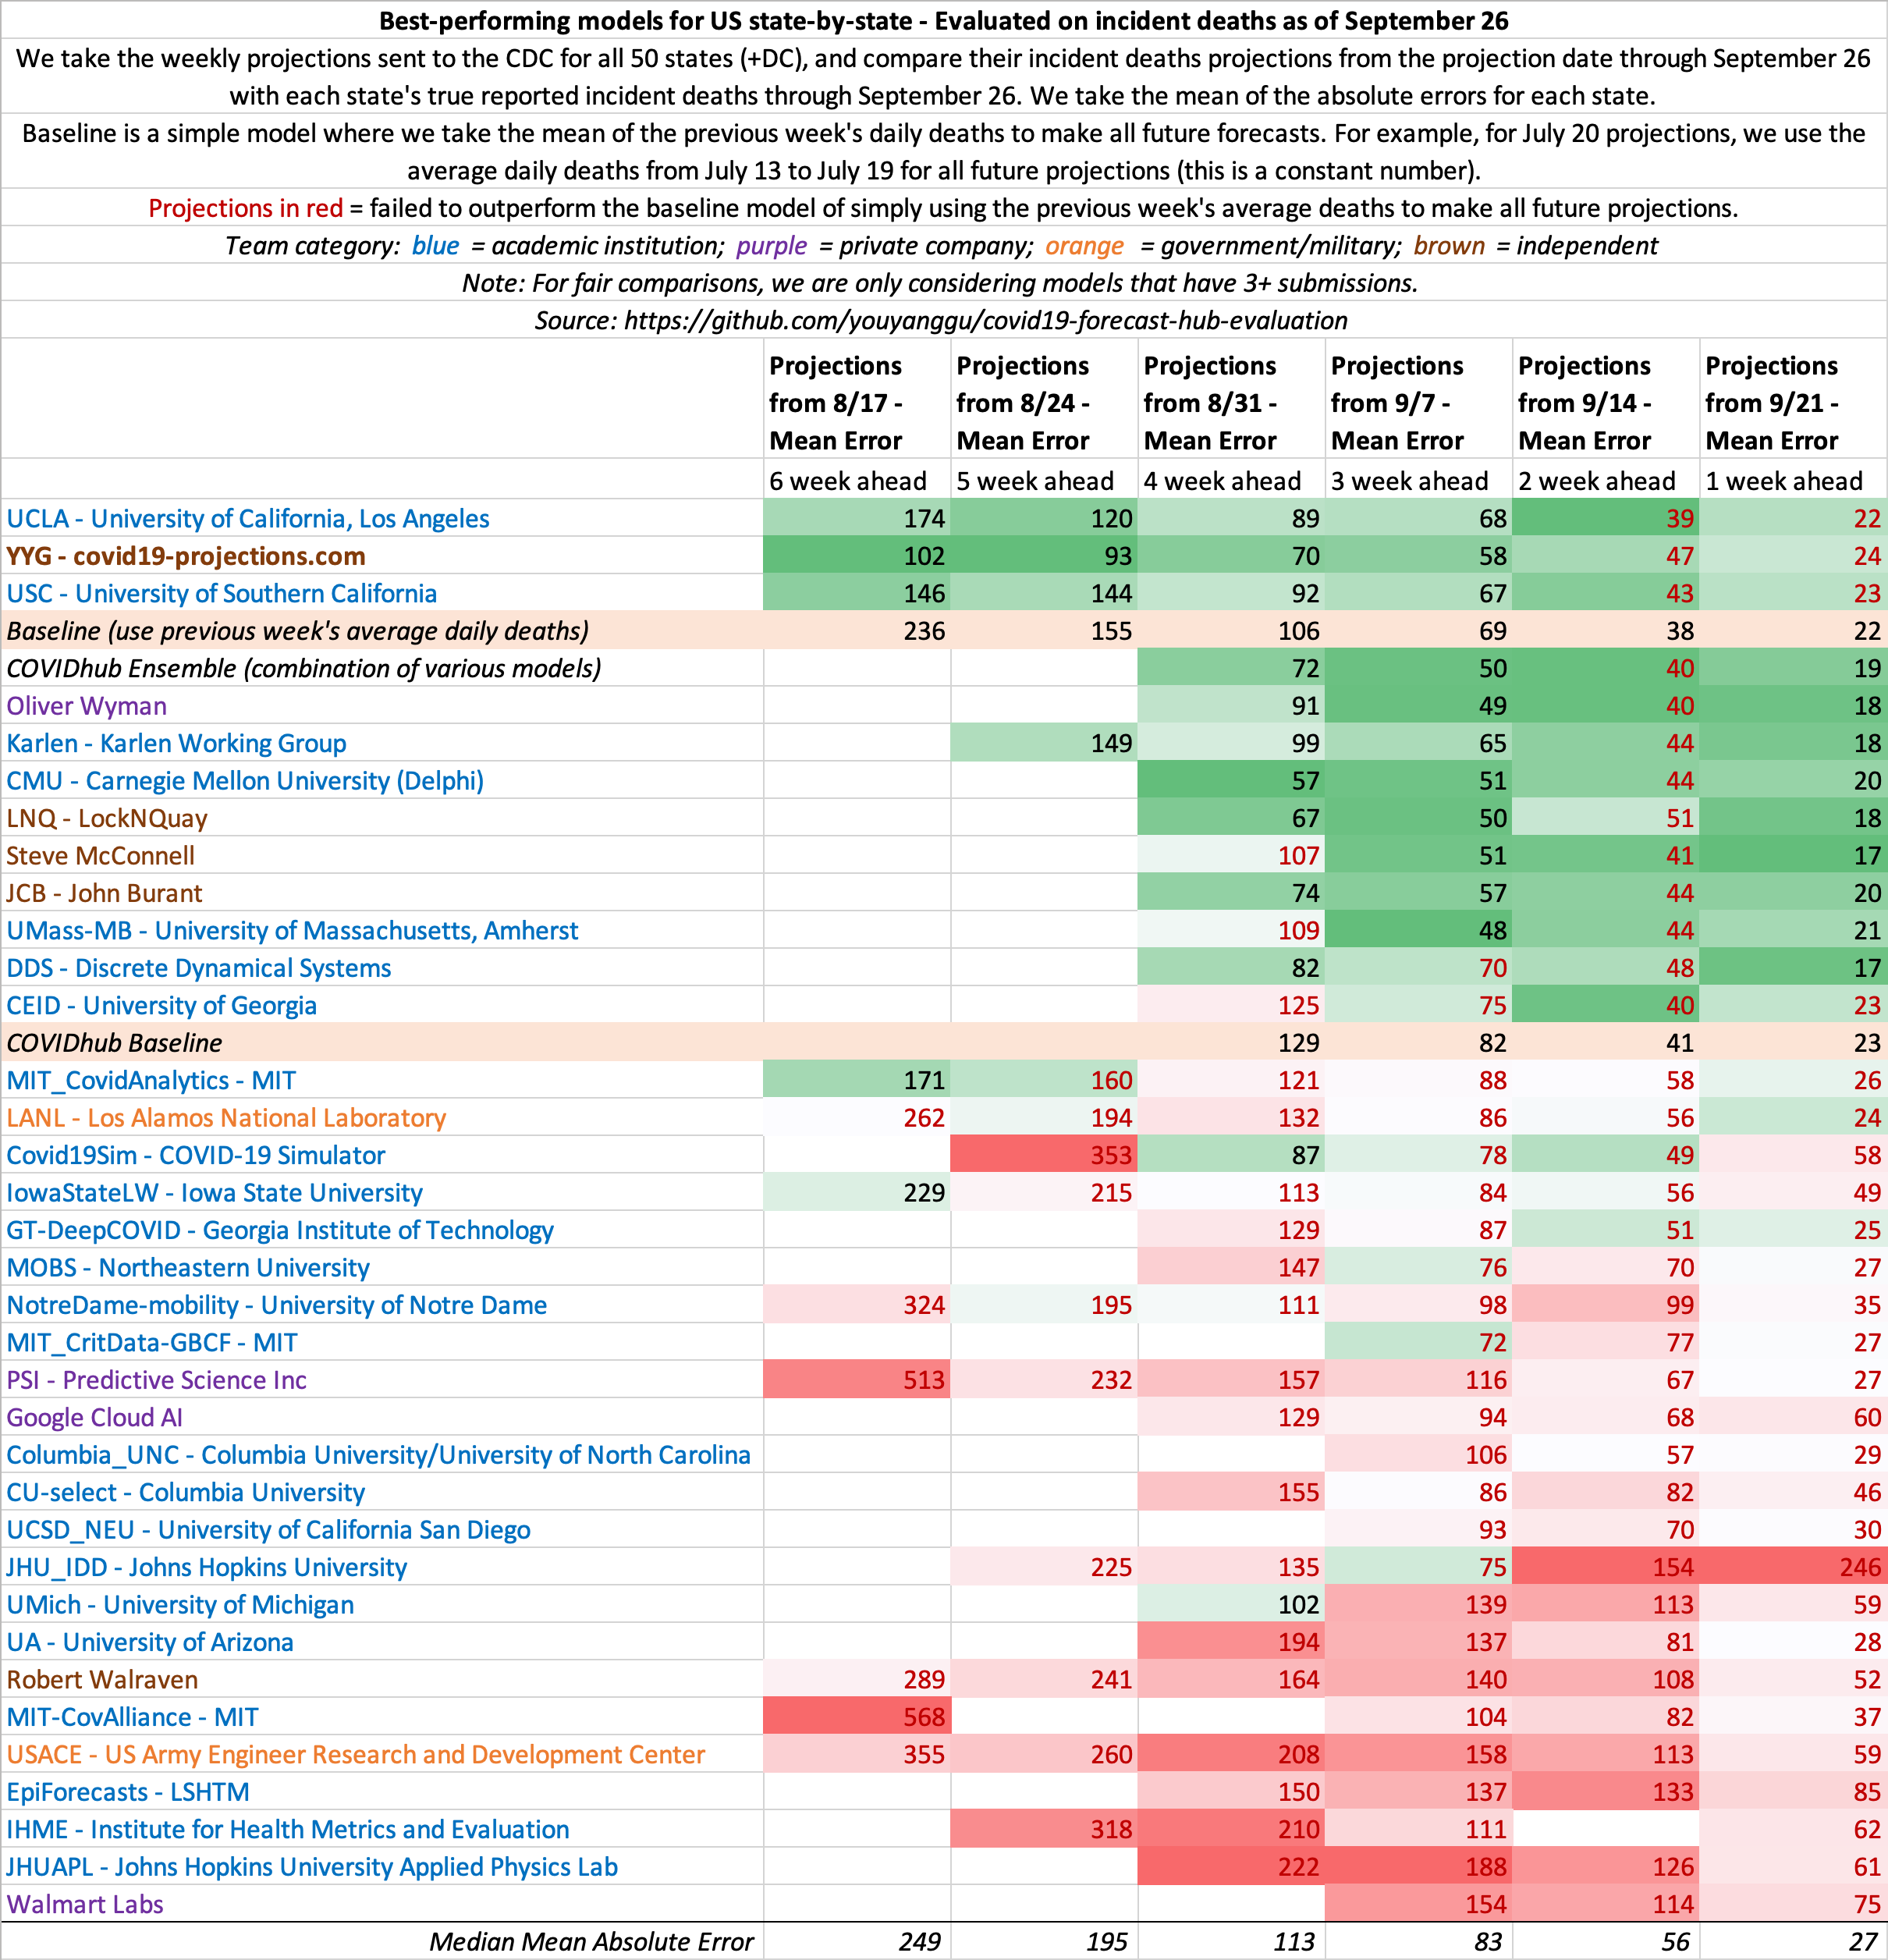 Best-performing models for US state-by-state - Evaluated on incident deaths as of September 26
We take the weekly projections sent to the CDC for all 50 states (+DC), and compare their incident deaths projections from the projection date through September 26
with each state's true reported incident deaths through September 26. We take the mean of the absolute errors for each state.
Baseline is a simple model where we take the mean of the previous week's daily deaths to make all future forecasts. For example, for July 20 projections, we use the
average daily deaths from July 13 to July 19 for all future projections (this is a constant number).
Projections in red = failed to outperform the baseline model of simply using the previous week's average deaths to make all future projections.
Team category: blue = academic institution; purple = private company; orange = government/military; brown = independent
Note: For fair comparisons, we are only considering models that have 3+ submissions.
Source: https://github.com/youyanggu/covid19-forecast-hub-evaluation
Projections Projections Projections Projections Projections Projections
from 8/17 - from 8/24 - from 8/31 - from 9/7 - from 9/14 - from 9/21 -
Mean Error Mean Error Mean Error Mean Error Mean Error Mean Error
6 week ahead 5 week ahead 4 week ahead 3 week ahead 2 week ahead 1 week ahead
UCLA - University of California, Los Angeles 174 120 89 68 39 22
YYG - covid19-projections.com 102 93 70 58 47 24
USC - University of Southern California 146 144 92 67 43 23
Baseline (use previous week's average daily deaths) 236 155 106 69 38 22
COVIDhub Ensemble (combination of various models) 72 50 40 19
Oliver Wyman 91 49 40 18
Karlen - Karlen Working Group 149 99 65 44 18
CMU - Carnegie Mellon University (Delphi) 57 51 44 20
LNQ - LockNQuay 67 50 51 18
Steve McConnell 107 51 41 17
JCB - John Burant 74 57 44 20
UMass-MB - University of Massachusetts, Amherst 109 48 44 21
DDS - Discrete Dynamical Systems 82 70 48 17
CEID - University of Georgia 125 75 40 23
COVIDhub Baseline 129 82 41 23
MIT_CovidAnalytics - MIT 171 160 121 88 58 26
LANL - Los Alamos National Laboratory 262 194 132 86 56 24
Covid19Sim - COVID-19 Simulator 353 87 78 49 58
IowaStateLW - Iowa State University 229 215 113 84 56 49
GT-DeepCOVID - Georgia Institute of Technology 129 87 51 25
MOBS - Northeastern University 147 76 70 27
NotreDame-mobility - University of Notre Dame 324 195 111 98 99 35
MIT_CritData-GBCF - MIT 72 77 27
PSI - Predictive Science Inc 513 232 157 116 67 27
Google Cloud AI 129 94 68 60
Columbia_UNC - Columbia University/University of North Carolina 106 57 29
CU-select - Columbia University 155 86 82 46
UCSD_NEU - University of California San Diego 93 70 30
JHU_IDD - Johns Hopkins University 225 135 75 154 246
UMich - University of Michigan 102 139 113 59
UA - University of Arizona 194 137 81 28
Robert Walraven 289 241 164 140 108 52
MIT-CovAlliance - MIT 568 104 82 37
USACE - US Army Engineer Research and Development Center 355 260 208 158 113 59
EpiForecasts - LSHTM 150 137 133 85
IHME - Institute for Health Metrics and Evaluation 318 210 111 62
JHUAPL - Johns Hopkins University Applied Physics Lab 222 188 126 61
Walmart Labs 154 114 75
Median Mean Absolute Error 249 195 113 83 56 27